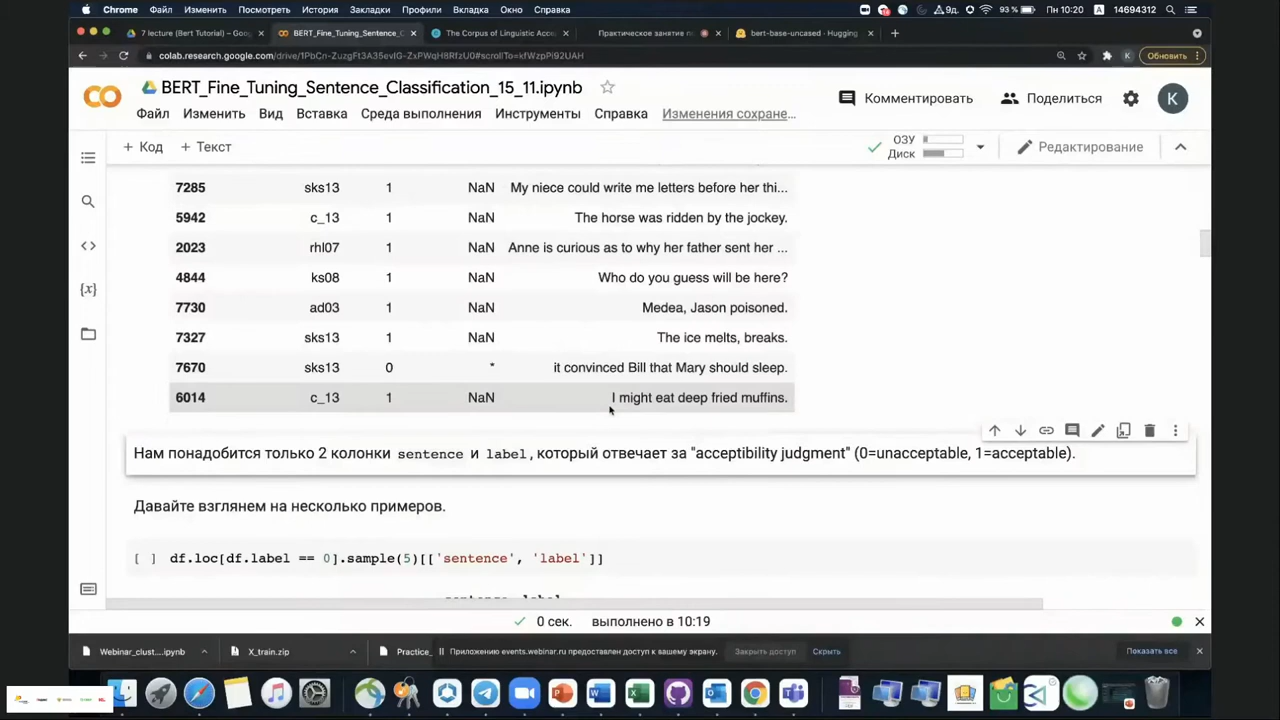 Chrome Файл Изменить Посмотреть История Закладки Профили Вкладка Окно Справка 9д. 93 % Пн 10:20 A 14694312
7 lecture (Bert Tutorial) – Goo BERT_Fine_Tuning_Sentence_C The Corpus of Linguistic Acc Практическое занятие п bert-base-uncased · Hugging
colab.research.google.com/drive/1PbCn-ZuzgFt3A35evIG-ZxPWqH8RfzU0#scrollTo=kfWzpPi92UAH Обновить
BERT_Fine_Tuning_Sentence_Classification_15_11.ipynb Комментировать Поделиться K
Файл Изменить Вид Вставка Среда выполнения Инструменты Справка Изменения сохране…
+ Код + Текст ОЗУ Диск Редактирование
7285 sks13 1 NaN My niece could write me letters before her thi...
5942 c_13 1 NaN The horse was ridden by the jockey.
2023 rhl07 1 NaN Anne is curious as to why her father sent her ...
4844 ks08 1 NaN Who do you guess will be here?
7730 ad03 1 NaN Medea, Jason poisoned.
7327 sks13 1 NaN The ice melts, breaks.
7670 sks13 0 * it convinced Bill that Mary should sleep.
6014 c_13 1 NaN I might eat deep fried muffins.
Нам понадобится только 2 колонки sentence и label,который отвечает за "acceptibility judgment" (0=unacceptable, 1=acceptable).
Давайте взглянем на несколько примеров.
[ ] df.loc[df.label == 0].sample(5)[['sentence', 'label']]
sentence label
0 сек. выполнено в 10:19
Webinar_clust....ipynb X_train.zip Practice_ Приложению events.webinar.ru предоставлен доступ к вашему экрану. Закрыть доступ Скрыть Показать все